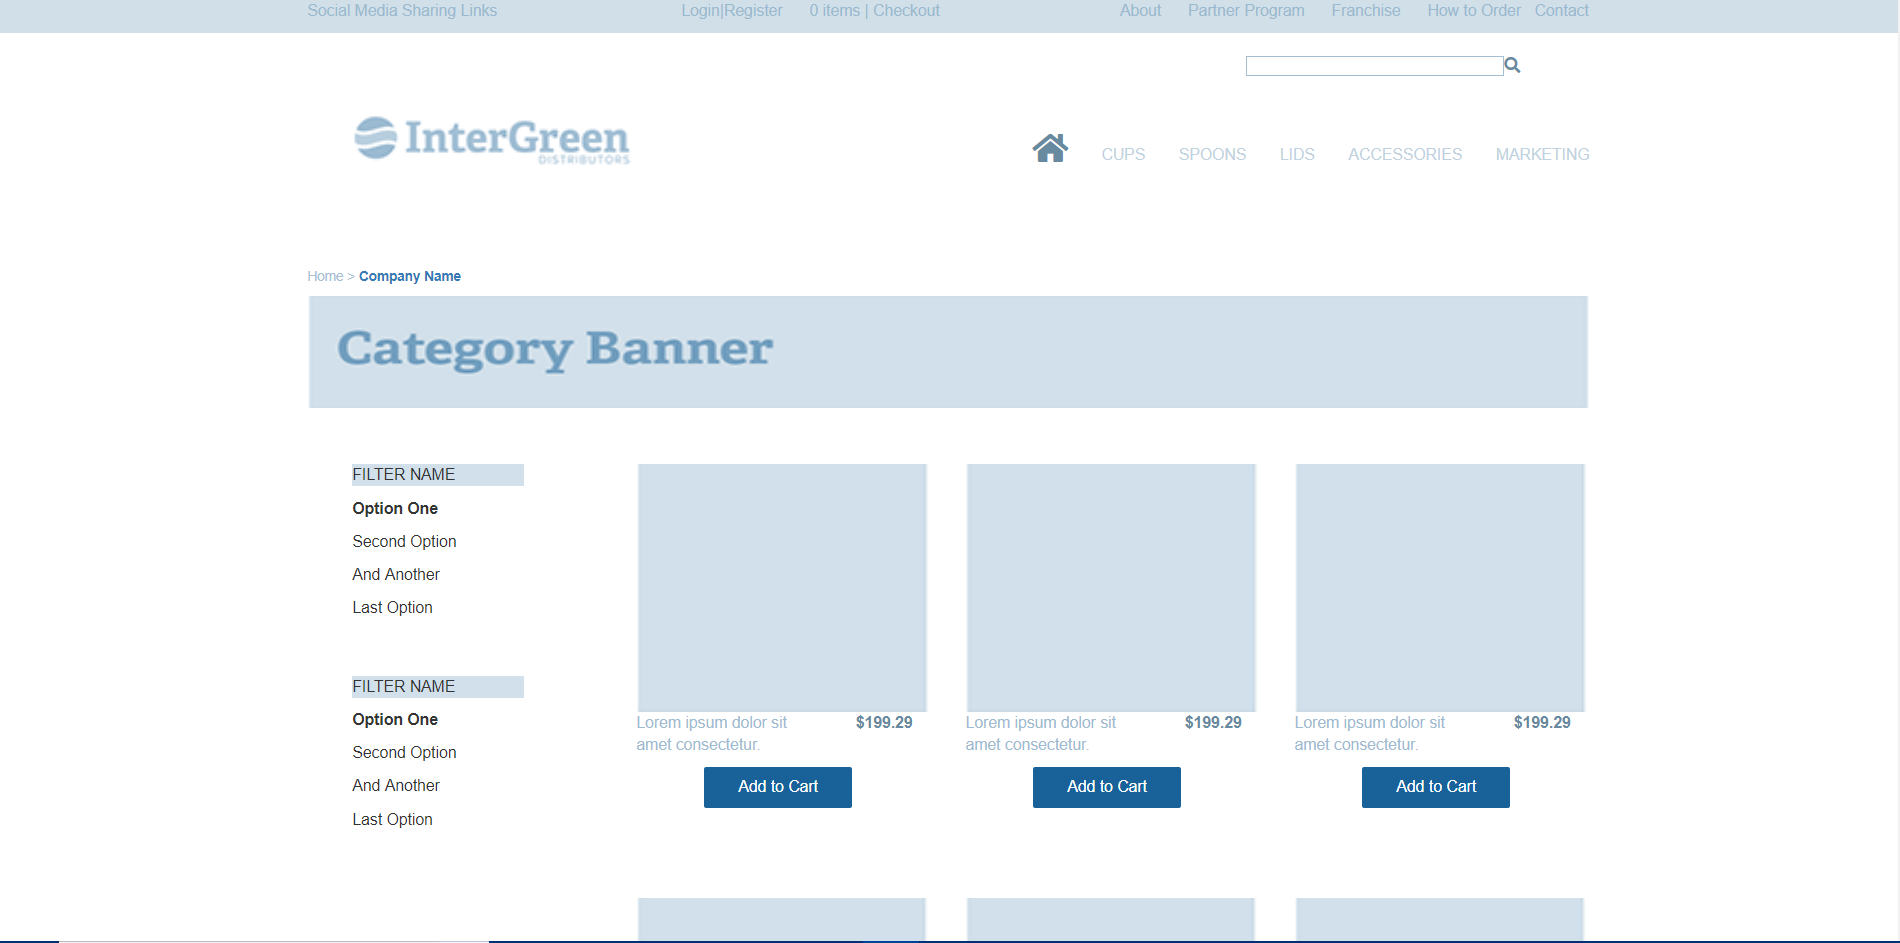 Social Media Sharing Links Login|Register 0 items | Checkout About Partner Program Franchise How to Order Contact
InterGreen
DISTRIBUTORS
CUPS SPOONS LIDS ACCESSORIES MARKETING
Home > Company Name
Category Banner
FILTER NAME
Option One
Second Option
And Another
Last Option
FILTER NAME
Option One
Second Option
And Another
Last Option
Lorem ipsum dolor sit $199.29
amet consectetur.
Add to Cart
Lorem ipsum dolor sit $199.29
amet consectetur.
Add to Cart
Lorem ipsum dolor sit $199.29
amet consectetur.
Add to Cart